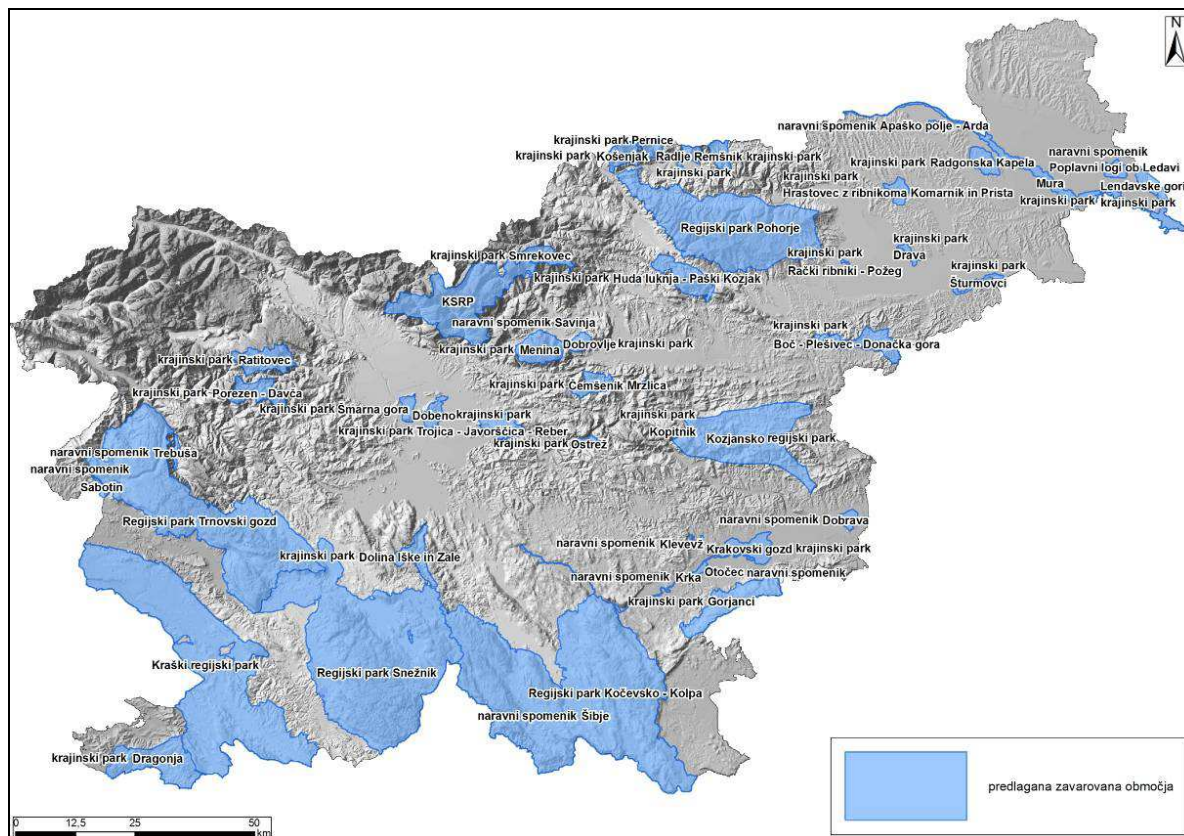 N
naravni spomenik Apaško polje - Arda
krajinski park Pernice
krajinski park Košenjak Radlje Remšnik krajinski park
krajinski park
naravni spomenik
Poplavni logi ob Ledavi
krajinski park Radgonska Kapela
krajinski park
Hrastovec z ribnikoma Komarnik in Prista
Mura
Lendavske gorice
krajinski park krajinski park
Regijski park Pohorje
krajinski park
Drava
krajinski park
Rački ribniki - Požeg
krajinski park
Šturmovci
krajinski park Smrekovec
krajinski park Huda luknja - Paški Kozjak
KSRP
naravni spomenik Savinja
krajinski park Menina
Dobrovlje krajinski park
krajinski park
Boč - Plešivec - Donačka gora
krajinski park Ratitovec
krajinski park Porezen - Davča
krajinski park Čemšenik Mrzlica
krajinski park Šmarna gora
Dobeno krajinski park
krajinski park Trojica - Javorščica - Reber
krajinski park Ostrež
krajinski park
Kopitnik
Kozjansko regijski park
naravni spomenik Trebuša
naravni spomenik
Sabotin
Regijski park Trnovski gozd
krajinski park Dolina Iške in Zale
naravni spomenik Dobrava
naravni spomenik Klevevž
Krakovski gozd krajinski park
naravni spomenik Krka
Otočec naravni spomenik
krajinski park Gorjanci
Kraški regijski park
Regijski park Snežnik
Regijski park Kočevsko - Kolpa
naravni spomenik Šibje
krajinski park Dragonja
predlagana zavarovana območja
0 12,5 25 50
km